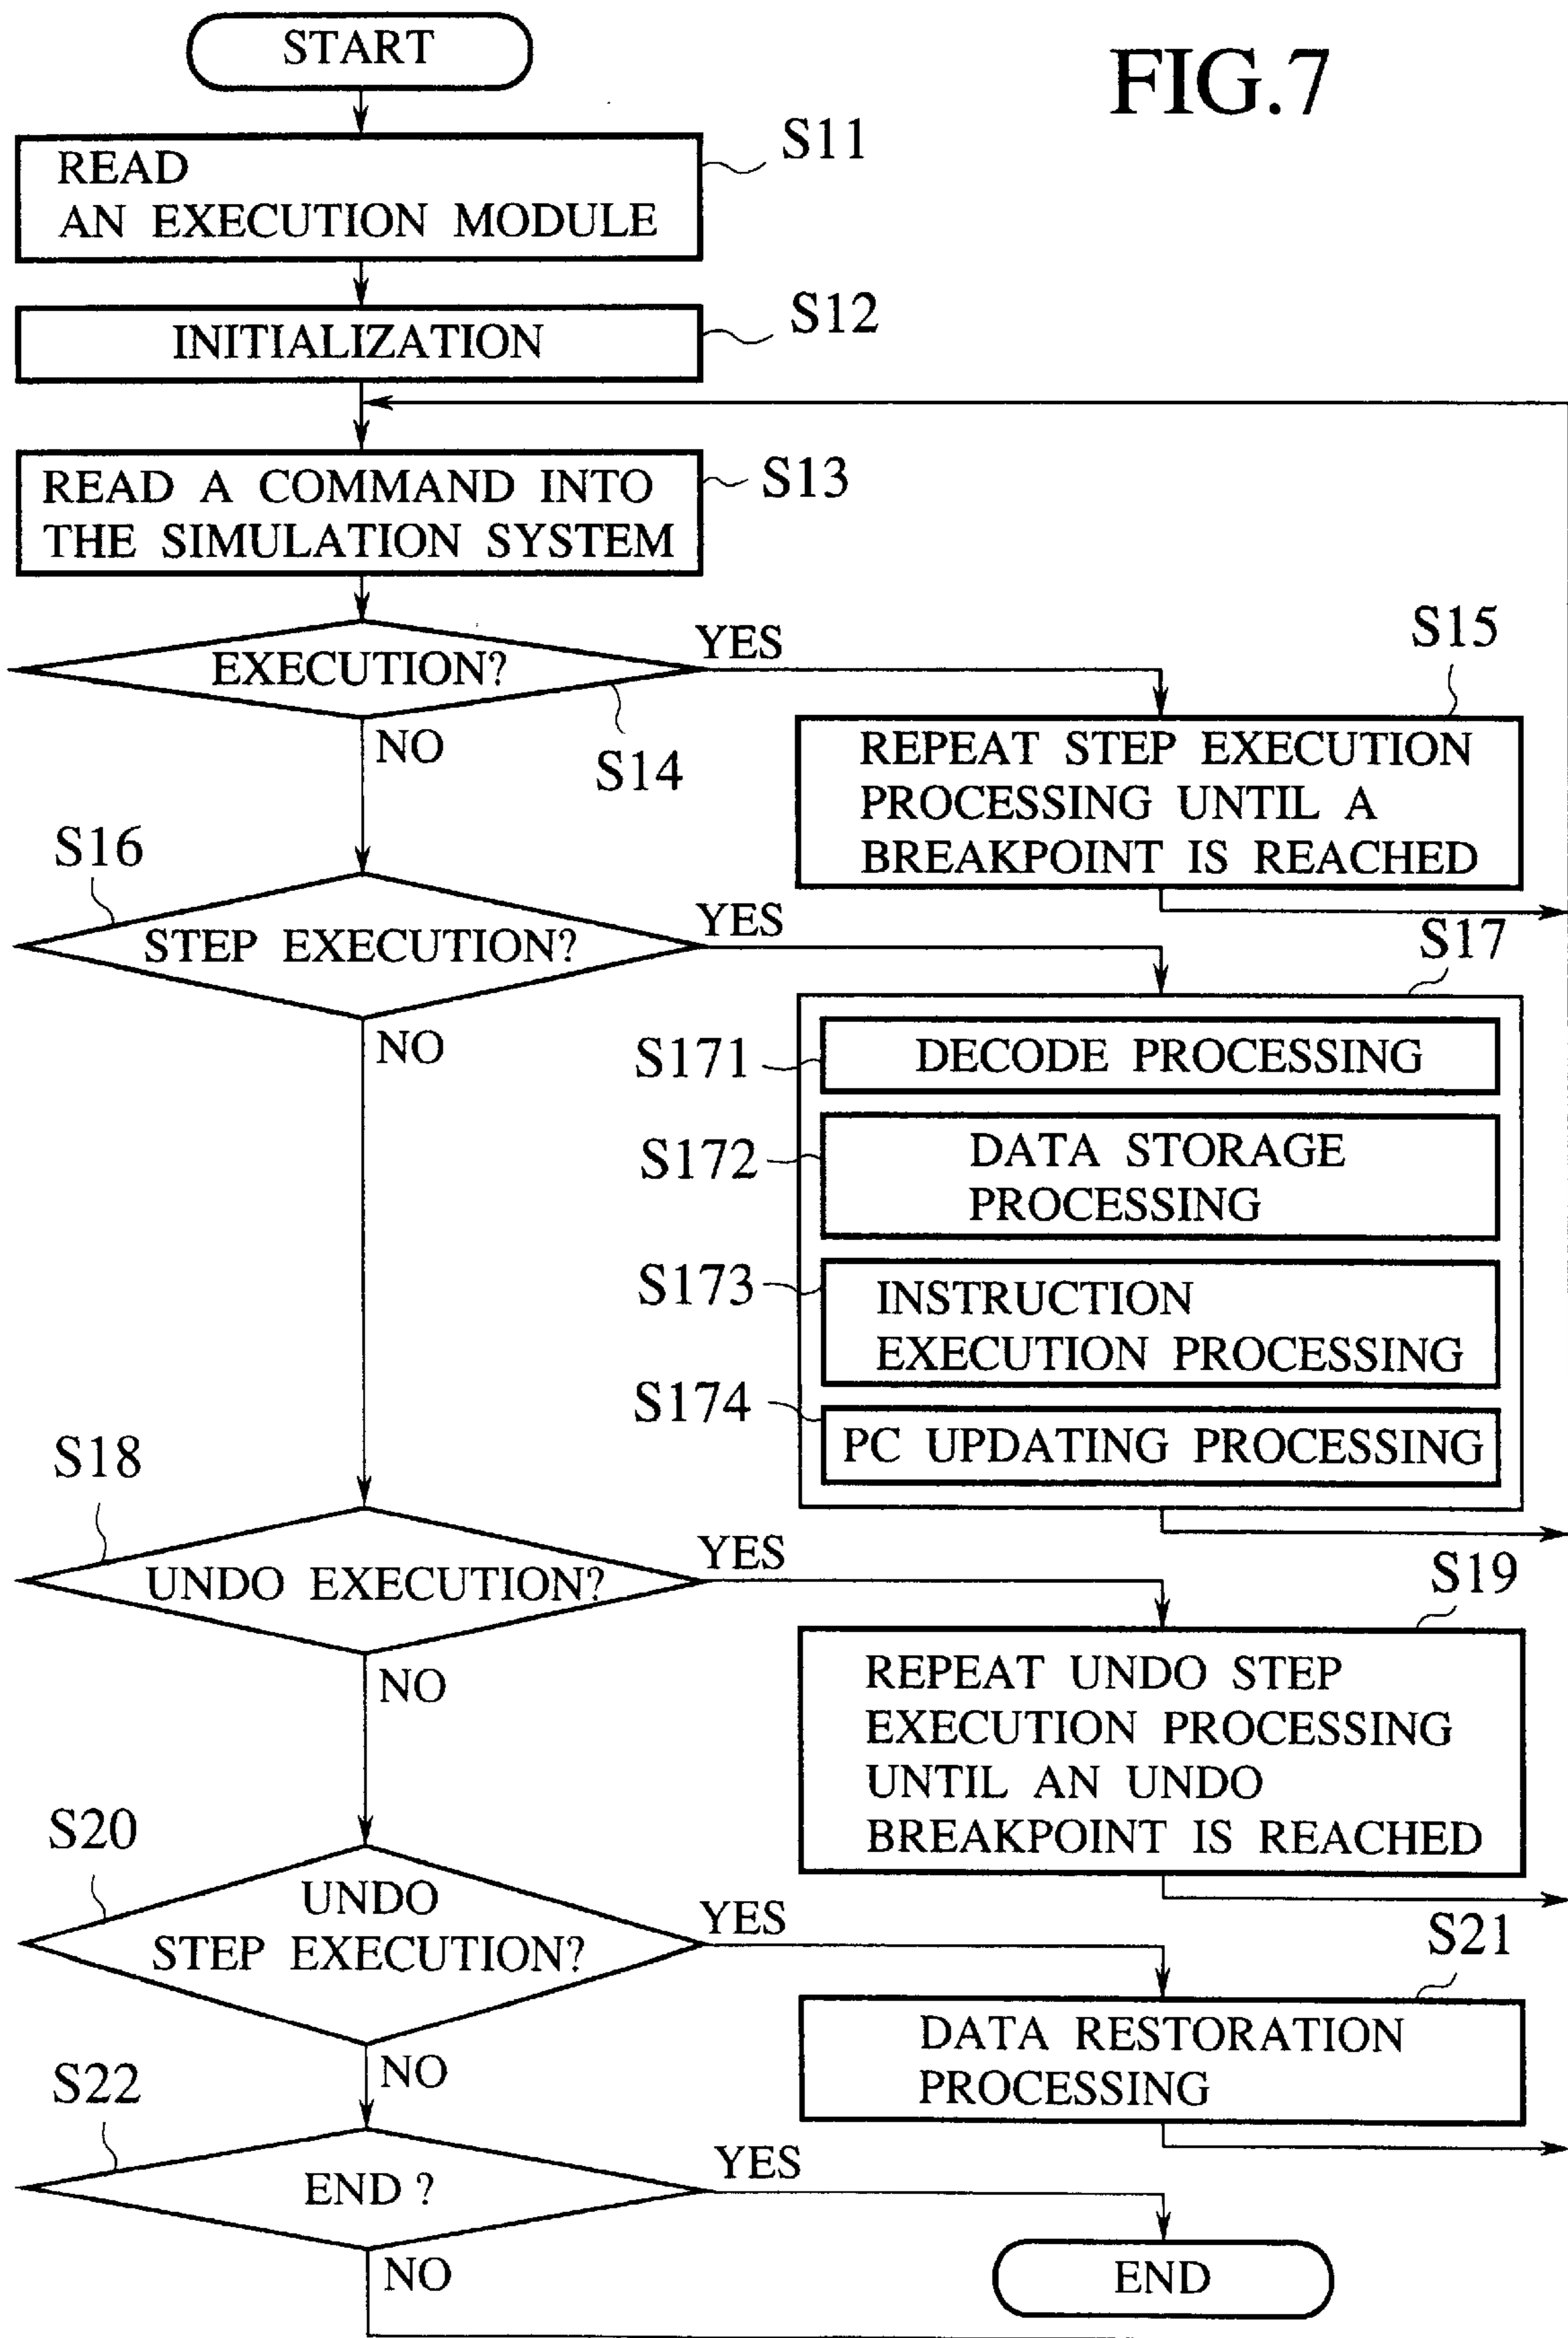 FIG.7
START
S11
READ
AN EXECUTION MODULE
S12
INITIALIZATION
S13
READ A COMMAND INTO
THE SIMULATION SYSTEM
EXECUTION?
YES
NO
S14
S15
REPEAT STEP EXECUTION
PROCESSING UNTIL A
BREAKPOINT IS REACHED
S16
STEP EXECUTION?
YES
NO
S17
S171
DECODE PROCESSING
S172
DATA STORAGE
PROCESSING
S173
INSTRUCTION
EXECUTION PROCESSING
S174
PC UPDATING PROCESSING
S18
UNDO EXECUTION?
YES
NO
S19
REPEAT UNDO STEP
EXECUTION PROCESSING
UNTIL AN UNDO
BREAKPOINT IS REACHED
S20
UNDO
STEP EXECUTION?
YES
NO
S21
DATA RESTORATION
PROCESSING
S22
END ?
YES
NO
END